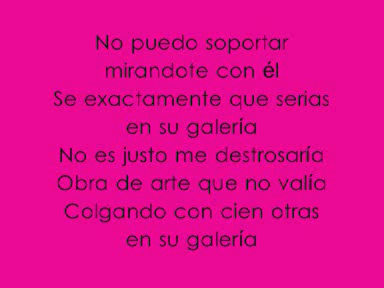 No puedo soportar
mirandote con él
Se exactamente que serias
en su galería
No es justo me destrosaría
Obra de arte que no valía
Colgando con cien otras
en su galería